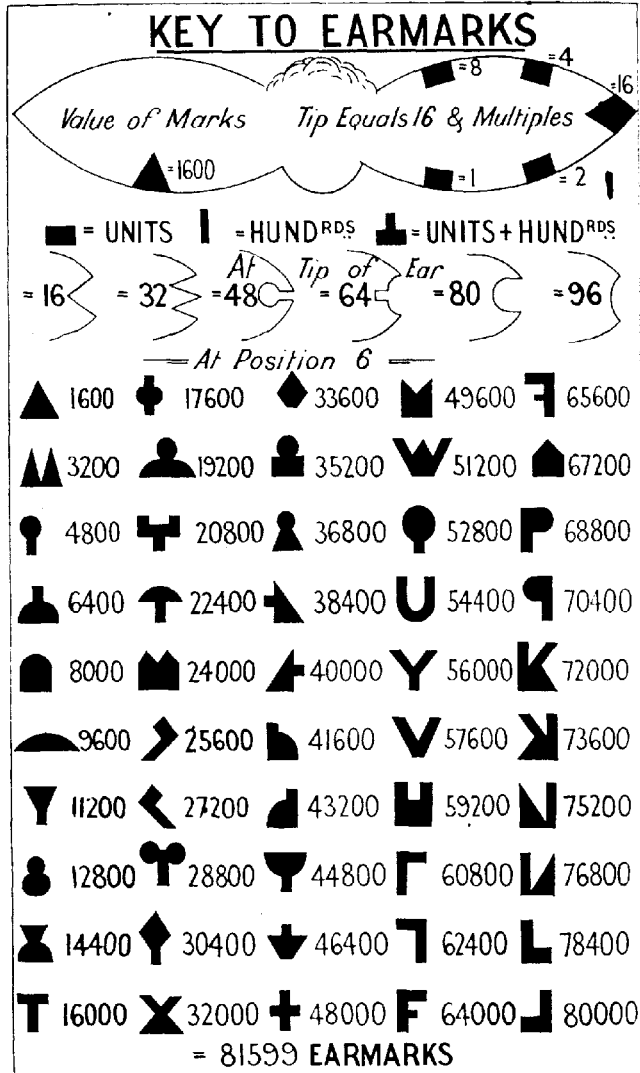 KEY TO EARMARKS
=8 =4
=16
Value of Marks Tip Equals 16 & Multiples
=1600 =1 =2
= UNITS = HUNDRDS = UNITS + HUNDRDS
At Tip of Ear
=16 =32 =48 =64 =80 =96
At Position 6
1600 17600 33600 49600 65600
3200 19200 35200 51200 67200
4800 20800 36800 52800 68800
6400 22400 38400 54400 70400
8000 24000 40000 56000 72000
9600 25600 41600 57600 73600
11200 27200 43200 59200 75200
12800 28800 44800 60800 76800
14400 30400 46400 62400 78400
16000 32000 48000 64000 80000
= 81599 EARMARKS